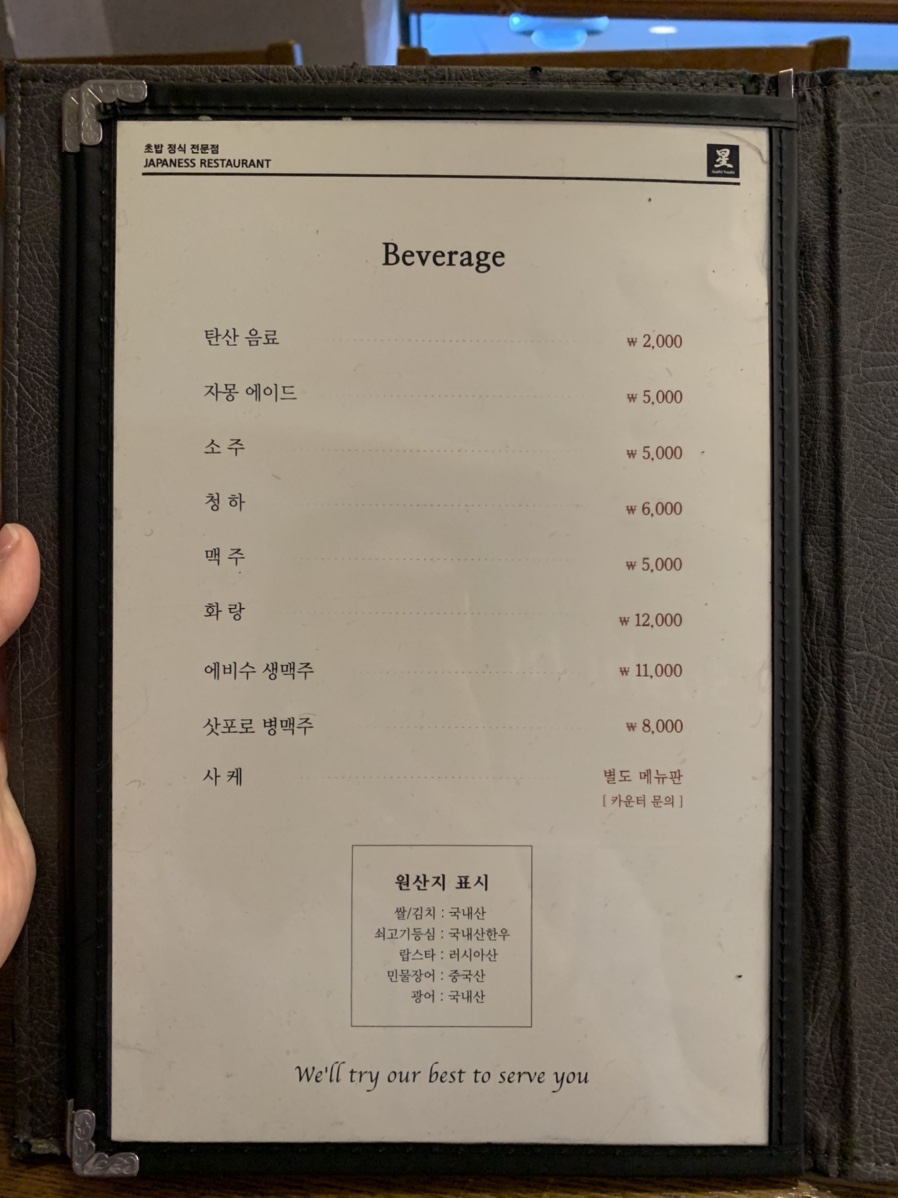 초밥 정식 전문점
JAPANESS RESTAURANT
星
Beverage
탄산 음료 ₩ 2,000
자몽 에이드 ₩ 5,000
소 주 ₩ 5,000
청 하 ₩ 6,000
맥 주 ₩ 5,000
화 랑 ₩ 12,000
에비수 생맥주 ₩ 11,000
삿포로 병맥주 ₩ 8,000
사 케 별도 메뉴판
[ 카운터 문의 ]
원산지 표시
쌀/김치 : 국내산
쇠고기등심 : 국내산한우
랍스타 : 러시아산
민물장어 : 중국산
광어 : 국내산
We'll try our best to serve you